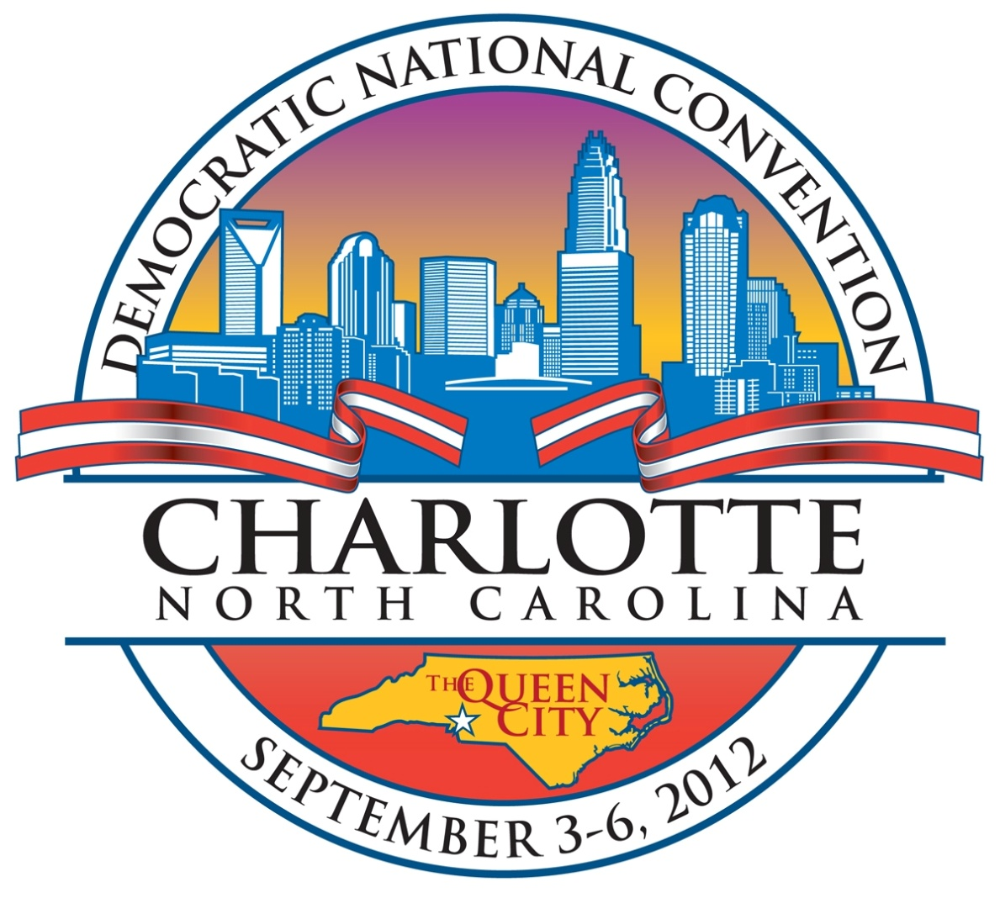 DEMOCRATIC NATIONAL CONVENTION
CHARLOTTE
NORTH CAROLINA
THE QUEEN
CITY
SEPTEMBER 3-6, 2012